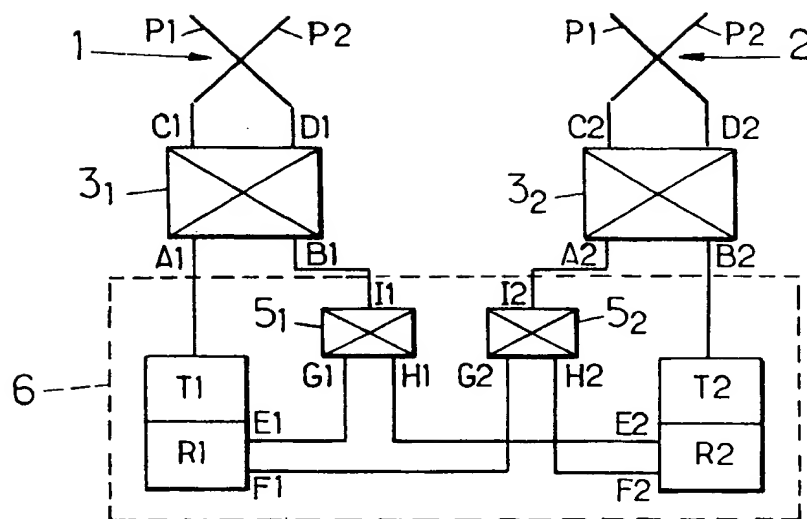 P1 P2 P1 P2
1 2
C1 D1 C2 D2
3₁ 3₂
A1 B1 A2 B2
I1 I2
5₁ 5₂
G1 H1 G2 H2
6 T1 T2
E1 E2
R1 R2
F1 F2